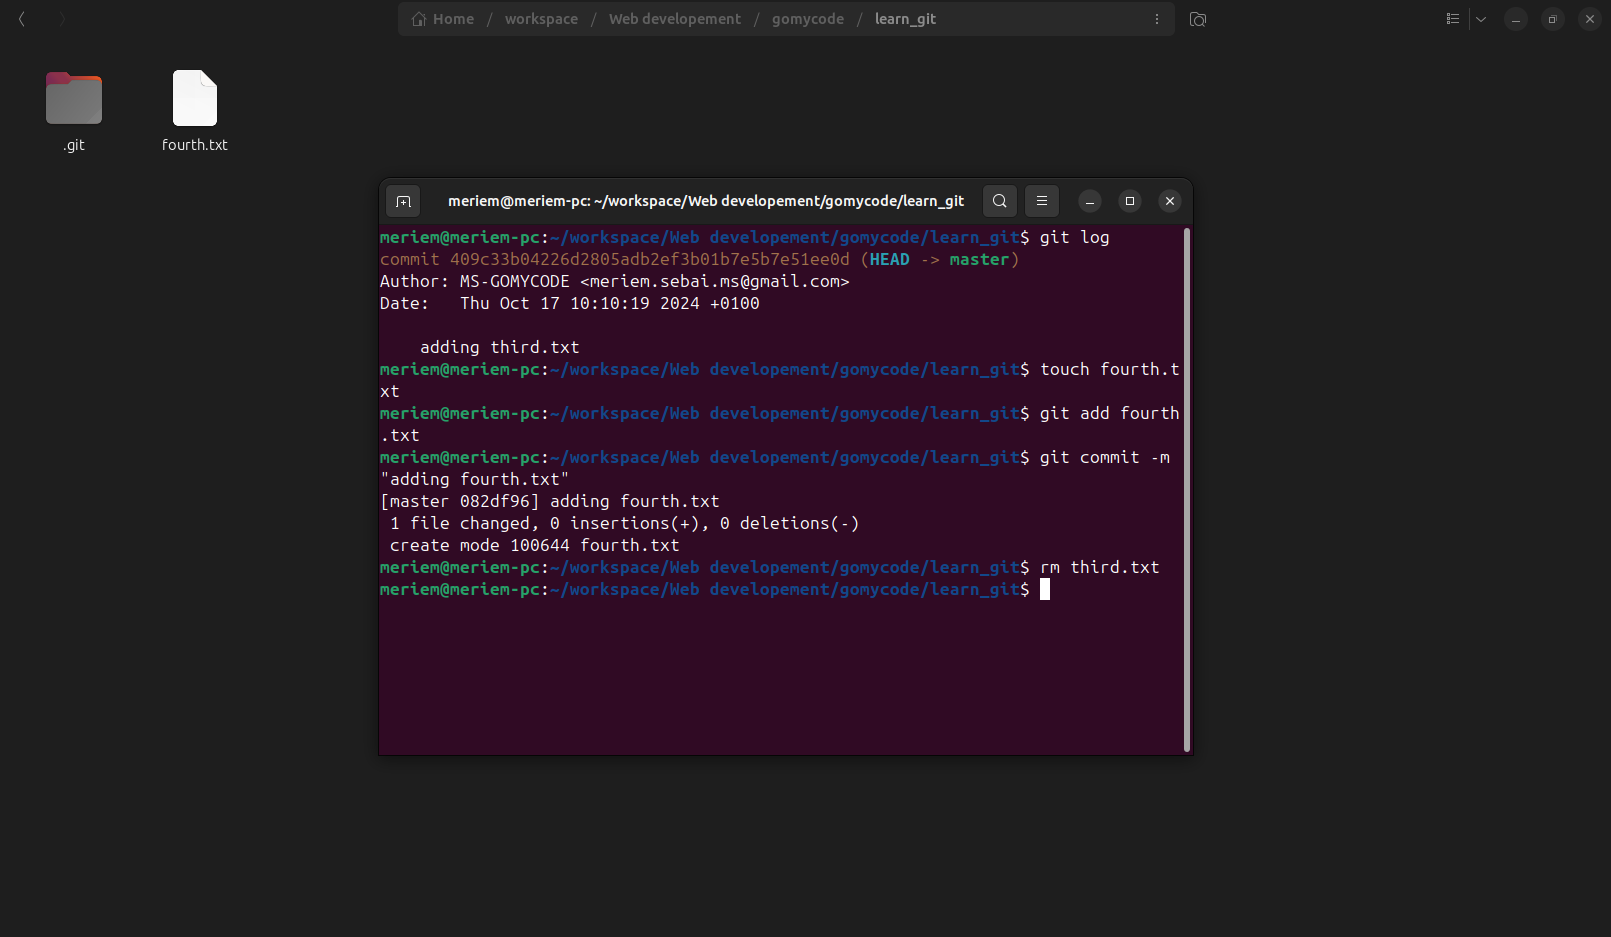 Home / workspace / Web developement / gomycode / learn_git
.git
fourth.txt
meriem@meriem-pc: ~/workspace/Web developement/gomycode/learn_git
meriem@meriem-pc:~/workspace/Web developement/gomycode/learn_git$ git log
commit 409c33b04226d2805adb2ef3b01b7e5b7e51ee0d (HEAD -> master)
Author: MS-GOMYCODE <meriem.sebai.ms@gmail.com>
Date:   Thu Oct 17 10:10:19 2024 +0100
    adding third.txt
meriem@meriem-pc:~/workspace/Web developement/gomycode/learn_git$ touch fourth.t
xt
meriem@meriem-pc:~/workspace/Web developement/gomycode/learn_git$ git add fourth
.txt
meriem@meriem-pc:~/workspace/Web developement/gomycode/learn_git$ git commit -m
"adding fourth.txt"
[master 082df96] adding fourth.txt
 1 file changed, 0 insertions(+), 0 deletions(-)
 create mode 100644 fourth.txt
meriem@meriem-pc:~/workspace/Web developement/gomycode/learn_git$ rm third.txt
meriem@meriem-pc:~/workspace/Web developement/gomycode/learn_git$